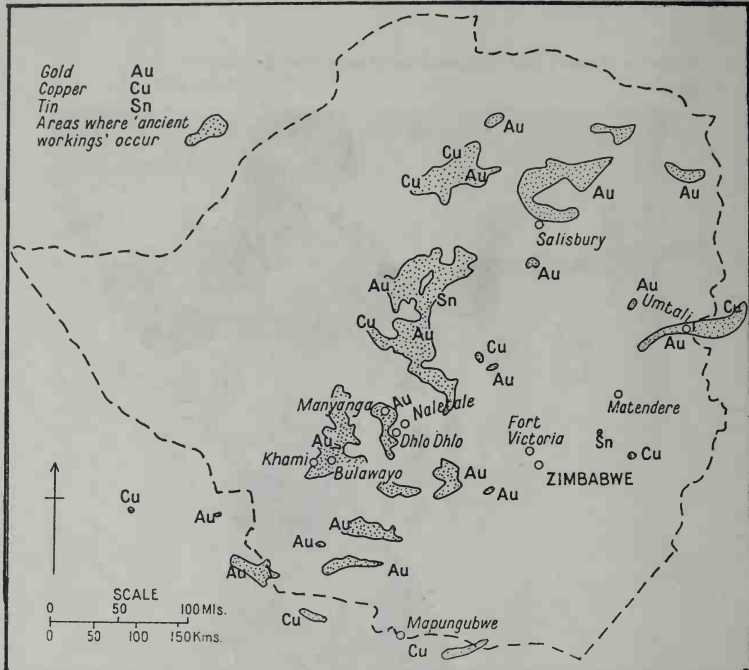 Gold Au
Copper Cu
Tin Sn
Areas where 'ancient
workings' occur
Au
Cu
Cu
Au
Au
Au
Salisbury
Au
Au
Sn
Au
Umtali
Cu
Au
Cu
Au
Cu
Au
Manyanga
Au
Naletale
Matendere
Au
Dhlo Dhlo
Fort
Victoria
Sn
Khami
Bulawayo
ZIMBABWE
Cu
Au
Au
Cu
Au
Au
Au
Au
Au
SCALE
0 50 100 Mls.
0 50 100 150 Kms.
Cu
Mapungubwe
Cu